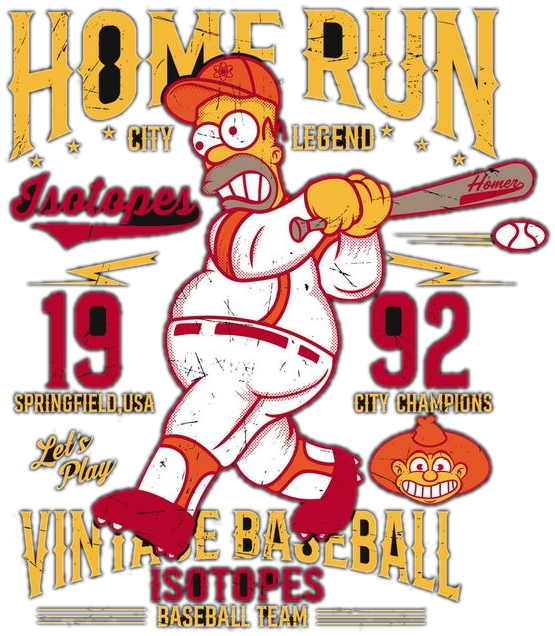 HOME RUN
CITY LEGEND
Isotopes
Homer
19 92
SPRINGFIELD,USA
CITY CHAMPIONS
Let's
Play
VINTAGE BASEBALL
ISOTOPES
BASEBALL TEAM